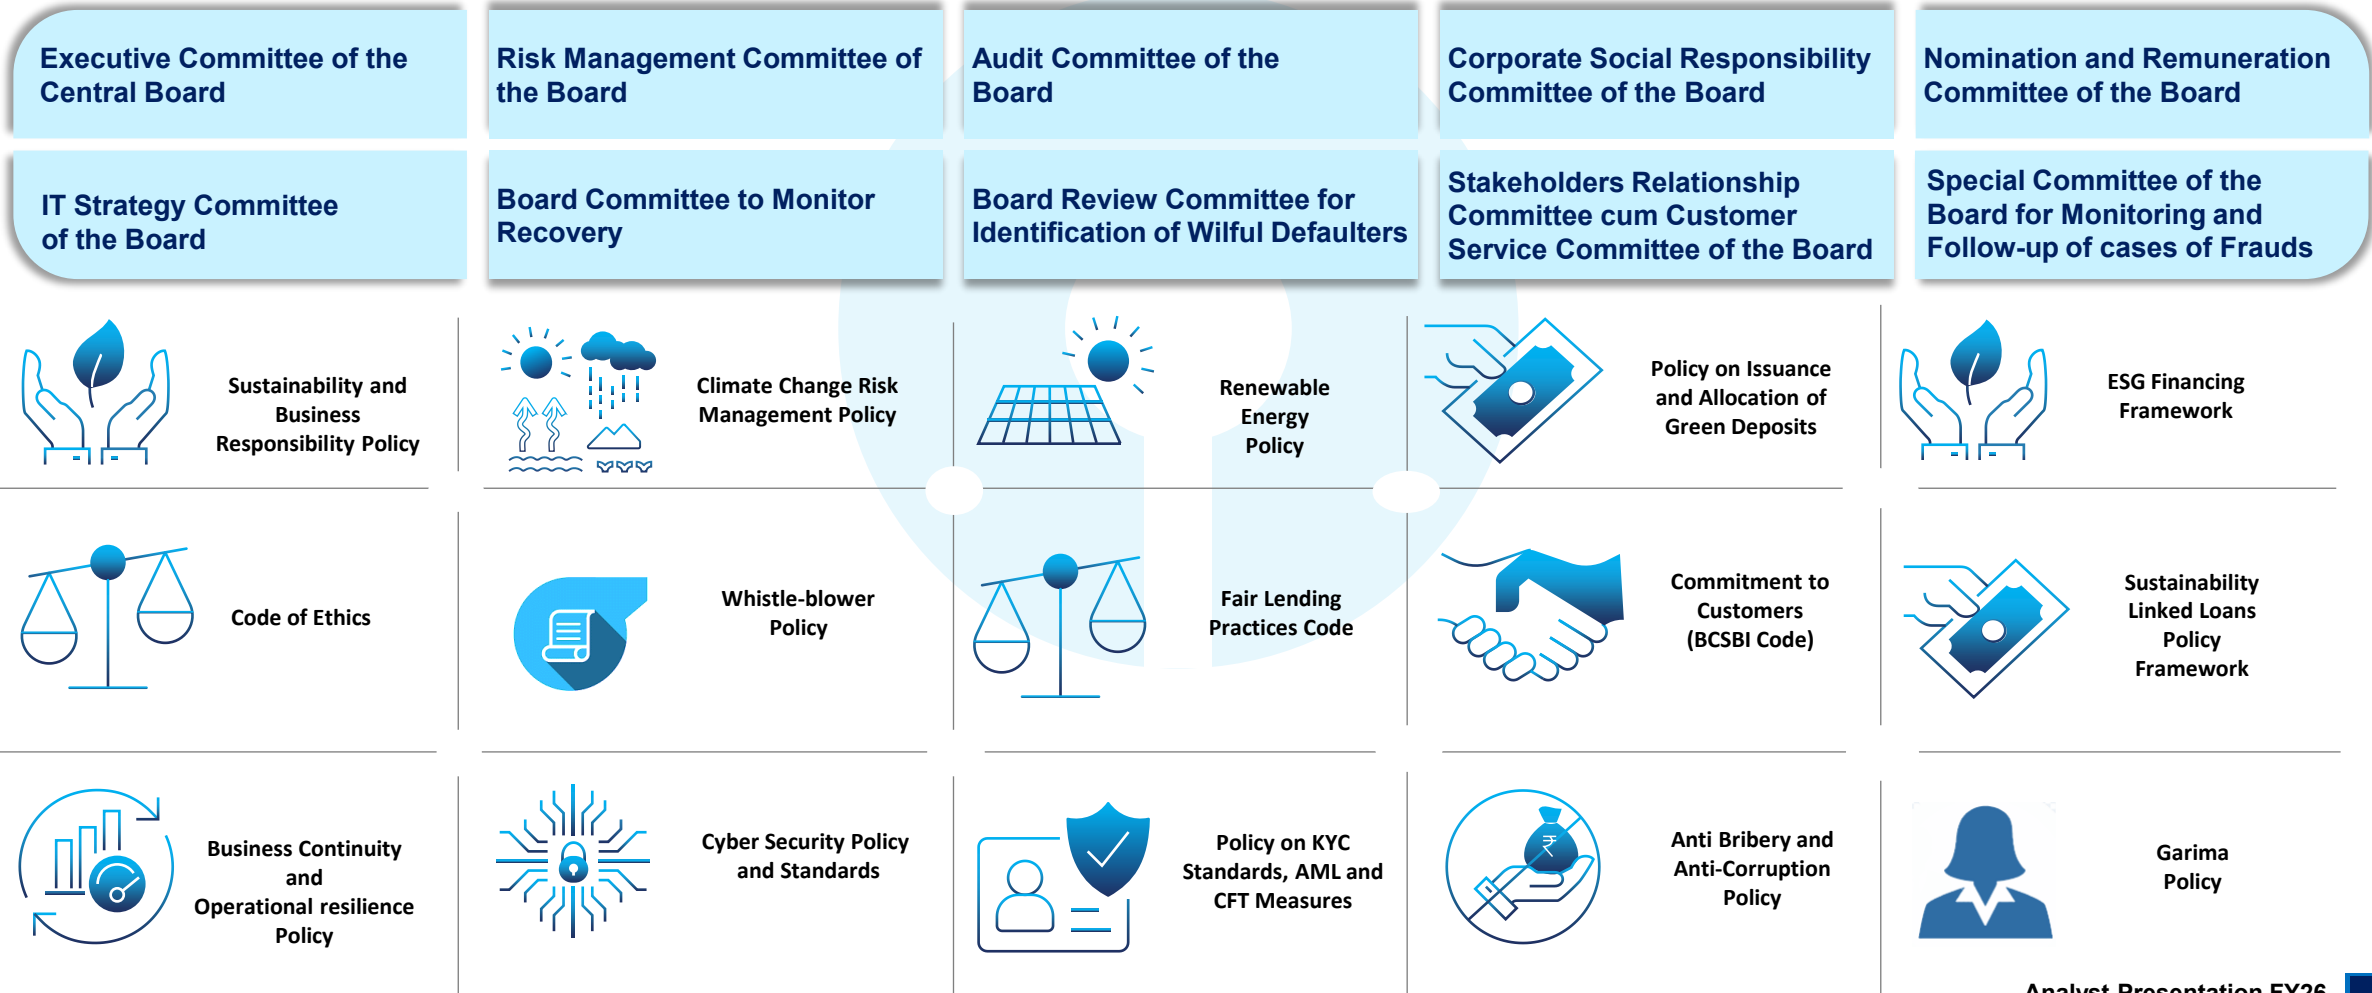 Executive Committee of the
Central Board
Risk Management Committee of
the Board
Audit Committee of the
Board
Corporate Social Responsibility
Committee of the Board
Nomination and Remuneration
Committee of the Board
IT Strategy Committee
of the Board
Board Committee to Monitor
Recovery
Board Review Committee for
Identification of Wilful Defaulters
Stakeholders Relationship
Committee cum Customer
Service Committee of the Board
Special Committee of the
Board for Monitoring and
Follow-up of cases of Frauds
Sustainability and
Business
Responsibility Policy
Climate Change Risk
Management Policy
Renewable
Energy
Policy
Policy on Issuance
and Allocation of
Green Deposits
ESG Financing
Framework
Code of Ethics
Whistle-blower
Policy
Fair Lending
Practices Code
Commitment to
Customers
(BCSBI Code)
Sustainability
Linked Loans
Policy
Framework
Business Continuity
and
Operational resilience
Policy
Cyber Security Policy
and Standards
Policy on KYC
Standards, AML and
CFT Measures
₹
Anti Bribery and
Anti-Corruption
Policy
Garima
Policy
Analyst Presentation FY26